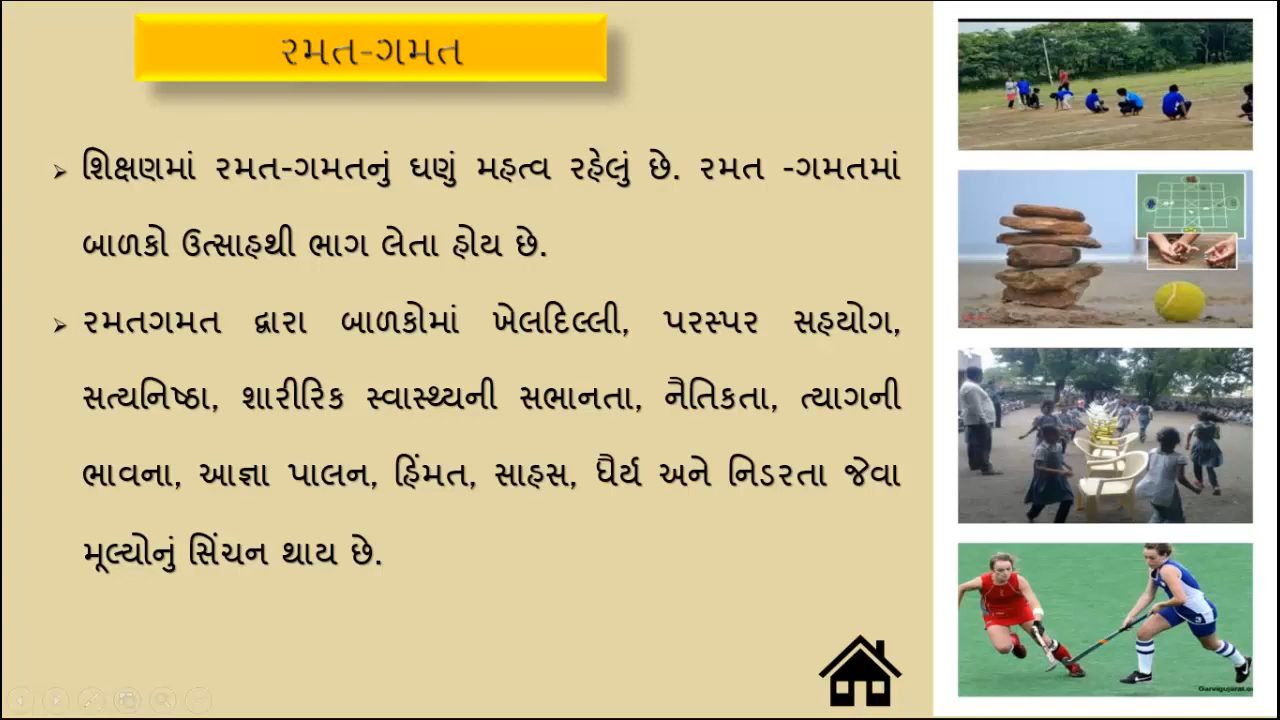 રમત-ગમત
શિક્ષણમાં રમત-ગમતનું ઘણું મહત્વ રહેલું છે. રમત -ગમતમાં
બાળકો ઉત્સાહથી ભાગ લેતા હોય છે.
રમતગમત દ્વારા બાળકોમાં ખેલદિલ્લી, પરસ્પર સહયોગ,
સત્યનિષ્ઠા, શારીરિક સ્વાસ્થ્યની સભાનતા, નૈતિકતા, ત્યાગની
ભાવના, આજ્ઞા પાલન, હિંમત, સાહસ, ધૈર્ય અને નિડરતા જેવા
મૂલ્યોનું સિંચન થાય છે.